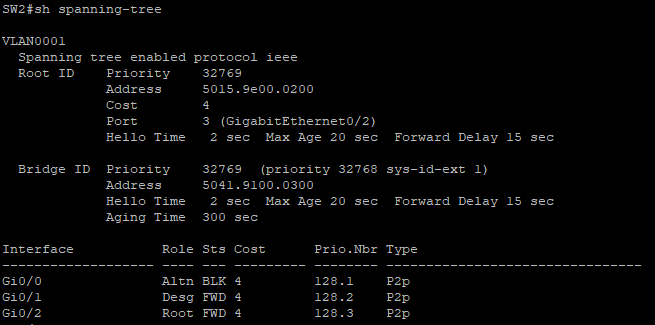 SW2#sh spanning-tree
VLAN0001
  Spanning tree enabled protocol ieee
  Root ID    Priority    32769
             Address     5015.9e00.0200
             Cost        4
             Port        3 (GigabitEthernet0/2)
             Hello Time   2 sec  Max Age 20 sec  Forward Delay 15 sec
  Bridge ID  Priority    32769  (priority 32768 sys-id-ext 1)
             Address     5041.9100.0300
             Hello Time   2 sec  Max Age 20 sec  Forward Delay 15 sec
             Aging Time  300 sec
Interface           Role Sts Cost      Prio.Nbr Type
------------------- ---- --- --------- -------- --------------------------------
Gi0/0               Altn BLK 4         128.1    P2p
Gi0/1               Desg FWD 4         128.2    P2p
Gi0/2               Root FWD 4         128.3    P2p